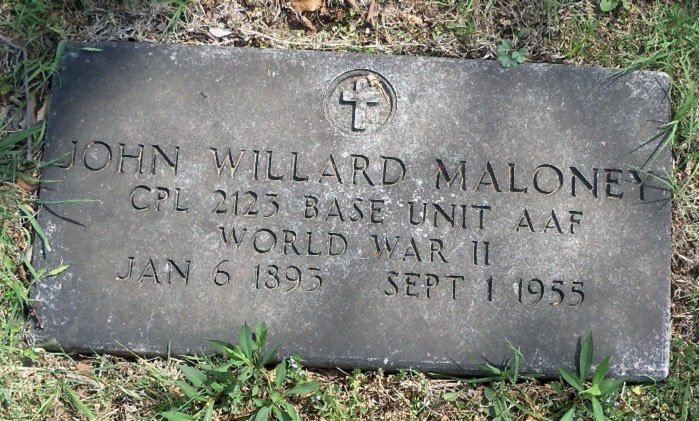 JOHN WILLARD MALONEY
CPL 2123 BASE UNIT AAF
WORLD WAR II
JAN 6 1893 SEPT 1 1955